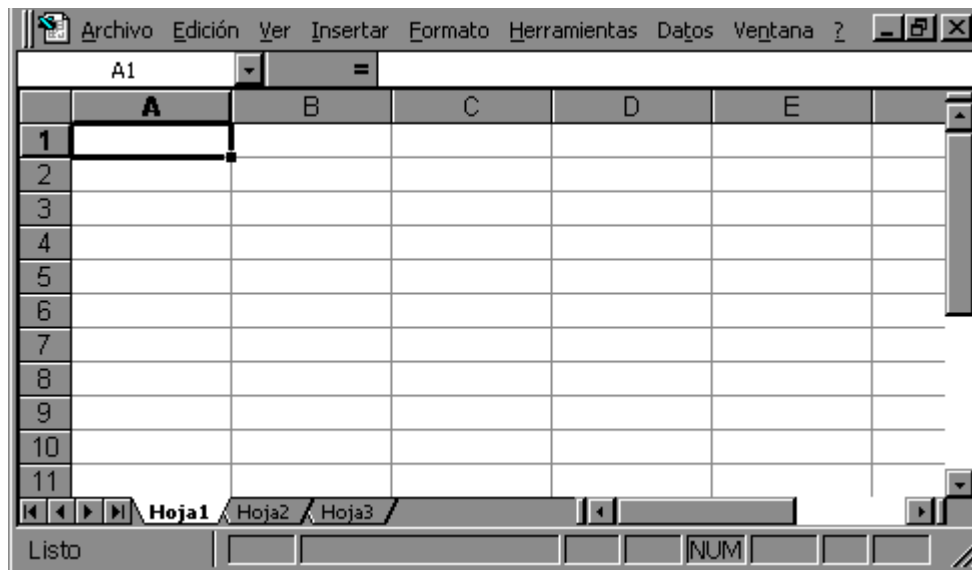 Archivo Edición Ver Insertar Formato Herramientas Datos Ventana ?
A1 =
A B C D E
1
2
3
4
5
6
7
8
9
10
11
Hoja1 Hoja2 Hoja3
Listo NUM